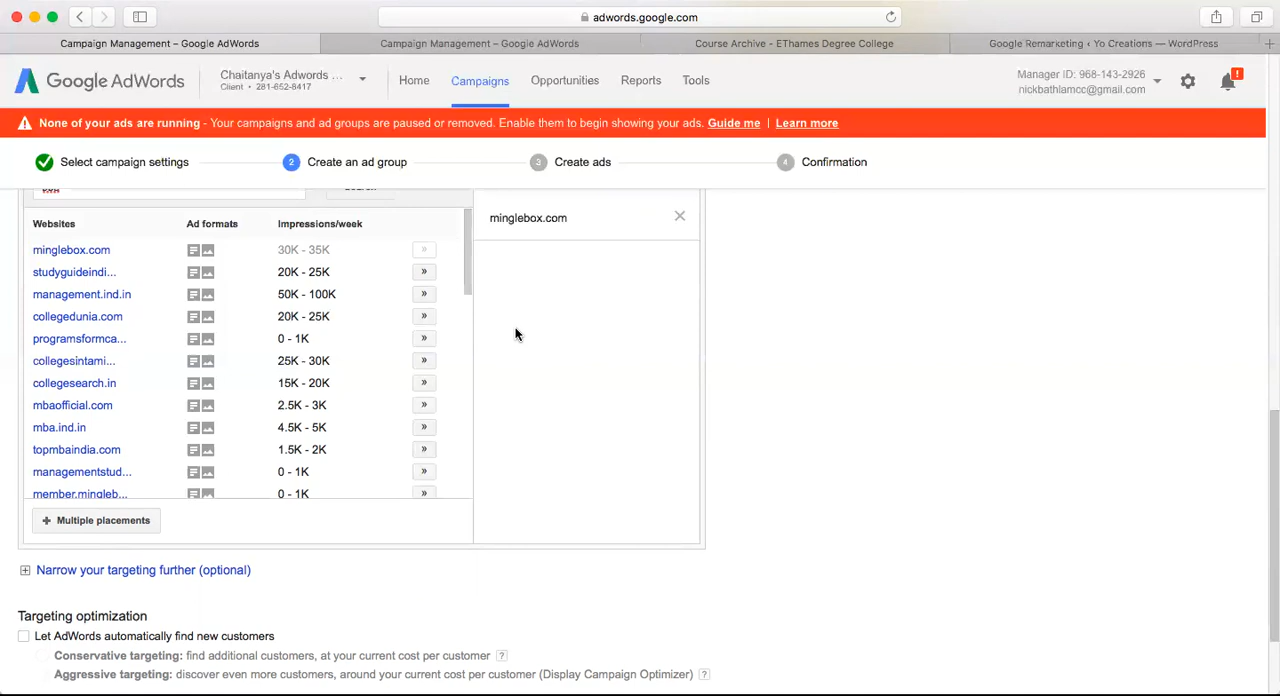 adwords.google.com
Campaign Management – Google AdWords
Campaign Management – Google AdWords
Course Archive - EThames Degree College
Google Remarketing ‹ Yo Creations — WordPress
Google AdWords
Chaitanya's Adwords ...
Client • 281-652-8417
Home
Campaigns
Opportunities
Reports
Tools
Manager ID: 968-143-2926
nickbathlamcc@gmail.com
None of your ads are running - Your campaigns and ad groups are paused or removed. Enable them to begin showing your ads. Guide me | Learn more
Select campaign settings
2 Create an ad group
3 Create ads
4 Confirmation
Websites Ad formats Impressions/week
minglebox.com
minglebox.com 30K - 35K
studyguideindi... 20K - 25K
management.ind.in 50K - 100K
collegedunia.com 20K - 25K
programsformca... 0 - 1K
collegesintami... 25K - 30K
collegesearch.in 15K - 20K
mbaofficial.com 2.5K - 3K
mba.ind.in 4.5K - 5K
topmbaindia.com 1.5K - 2K
managementstud... 0 - 1K
member.mingleb... 0 - 1K
+ Multiple placements
Narrow your targeting further (optional)
Targeting optimization
Let AdWords automatically find new customers
Conservative targeting: find additional customers, at your current cost per customer ?
Aggressive targeting: discover even more customers, around your current cost per customer (Display Campaign Optimizer) ?